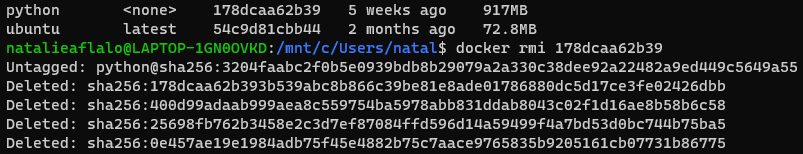 python       <none>    178dcaa62b39   5 weeks ago    917MB
ubuntu       latest    54c9d81cbb44   2 months ago   72.8MB
natalieaflalo@LAPTOP-1GN0OVKD:/mnt/c/Users/natal$ docker rmi 178dcaa62b39
Untagged: python@sha256:3204faabc2f0b5e0939bdb8b29079a2a330c38dee92a22482a9ed449c5649a55
Deleted: sha256:178dcaa62b393b539abc8b866c39be81e8ade01786880dc5d17ce3fe02426dbb
Deleted: sha256:400d99adaab999aea8c559754ba5978abb831ddab8043c02f1d16ae8b58b6c58
Deleted: sha256:25698fb762b3458e2c3d7ef87084ffd596d14a59499f4a7bd53d0bc744b75ba5
Deleted: sha256:0e457ae19e1984adb75f45e4882b75c7aace9765835b9205161cb07731b86775